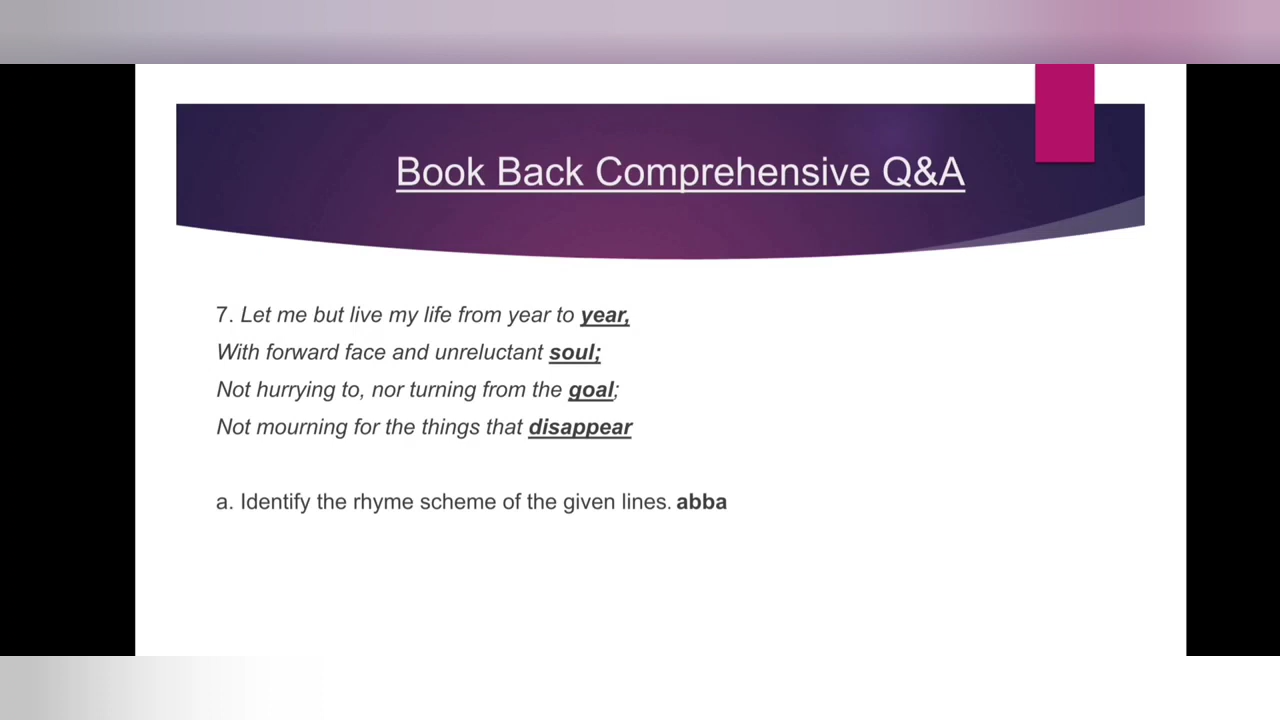 Book Back Comprehensive Q&A
7. Let me but live my life from year to year,
With forward face and unreluctant soul;
Not hurrying to, nor turning from the goal;
Not mourning for the things that disappear
a. Identify the rhyme scheme of the given lines. abba